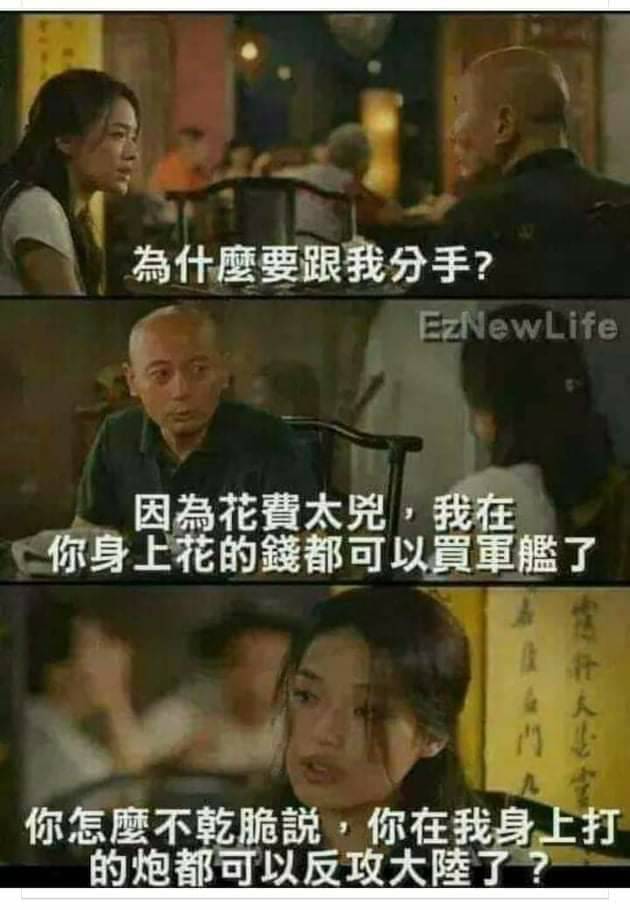 為什麼要跟我分手?
EzNewLife
因為花費太兇，我在
你身上花的錢都可以買軍艦了
你怎麼不乾脆説，你在我身上打
的炮都可以反攻大陸了？